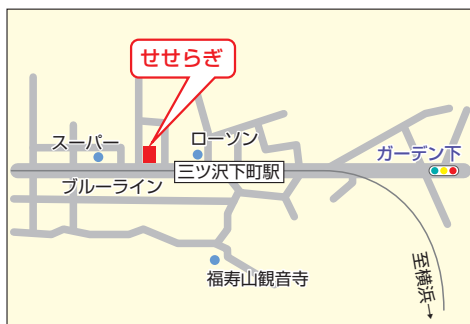 せせらぎ
スーパー
ローソン
ガーデン下
三ツ沢下町駅
ブルーライン
福寿山観音寺
至横浜→